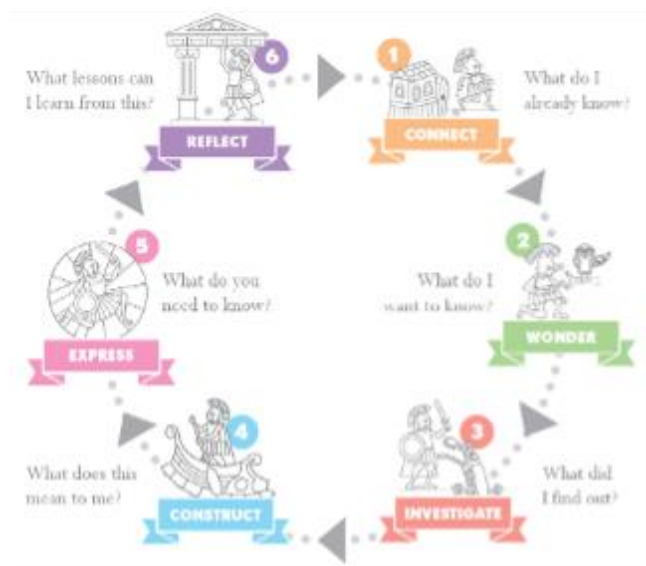 6
What lessons can
I learn from this?
REFLECT
1
CONNECT
What do I
already know?
2
What do I
want to know?
WONDER
3
What did
I find out?
INVESTIGATE
4
What does this
mean to me?
CONSTRUCT
5
What do you
need to know?
EXPRESS